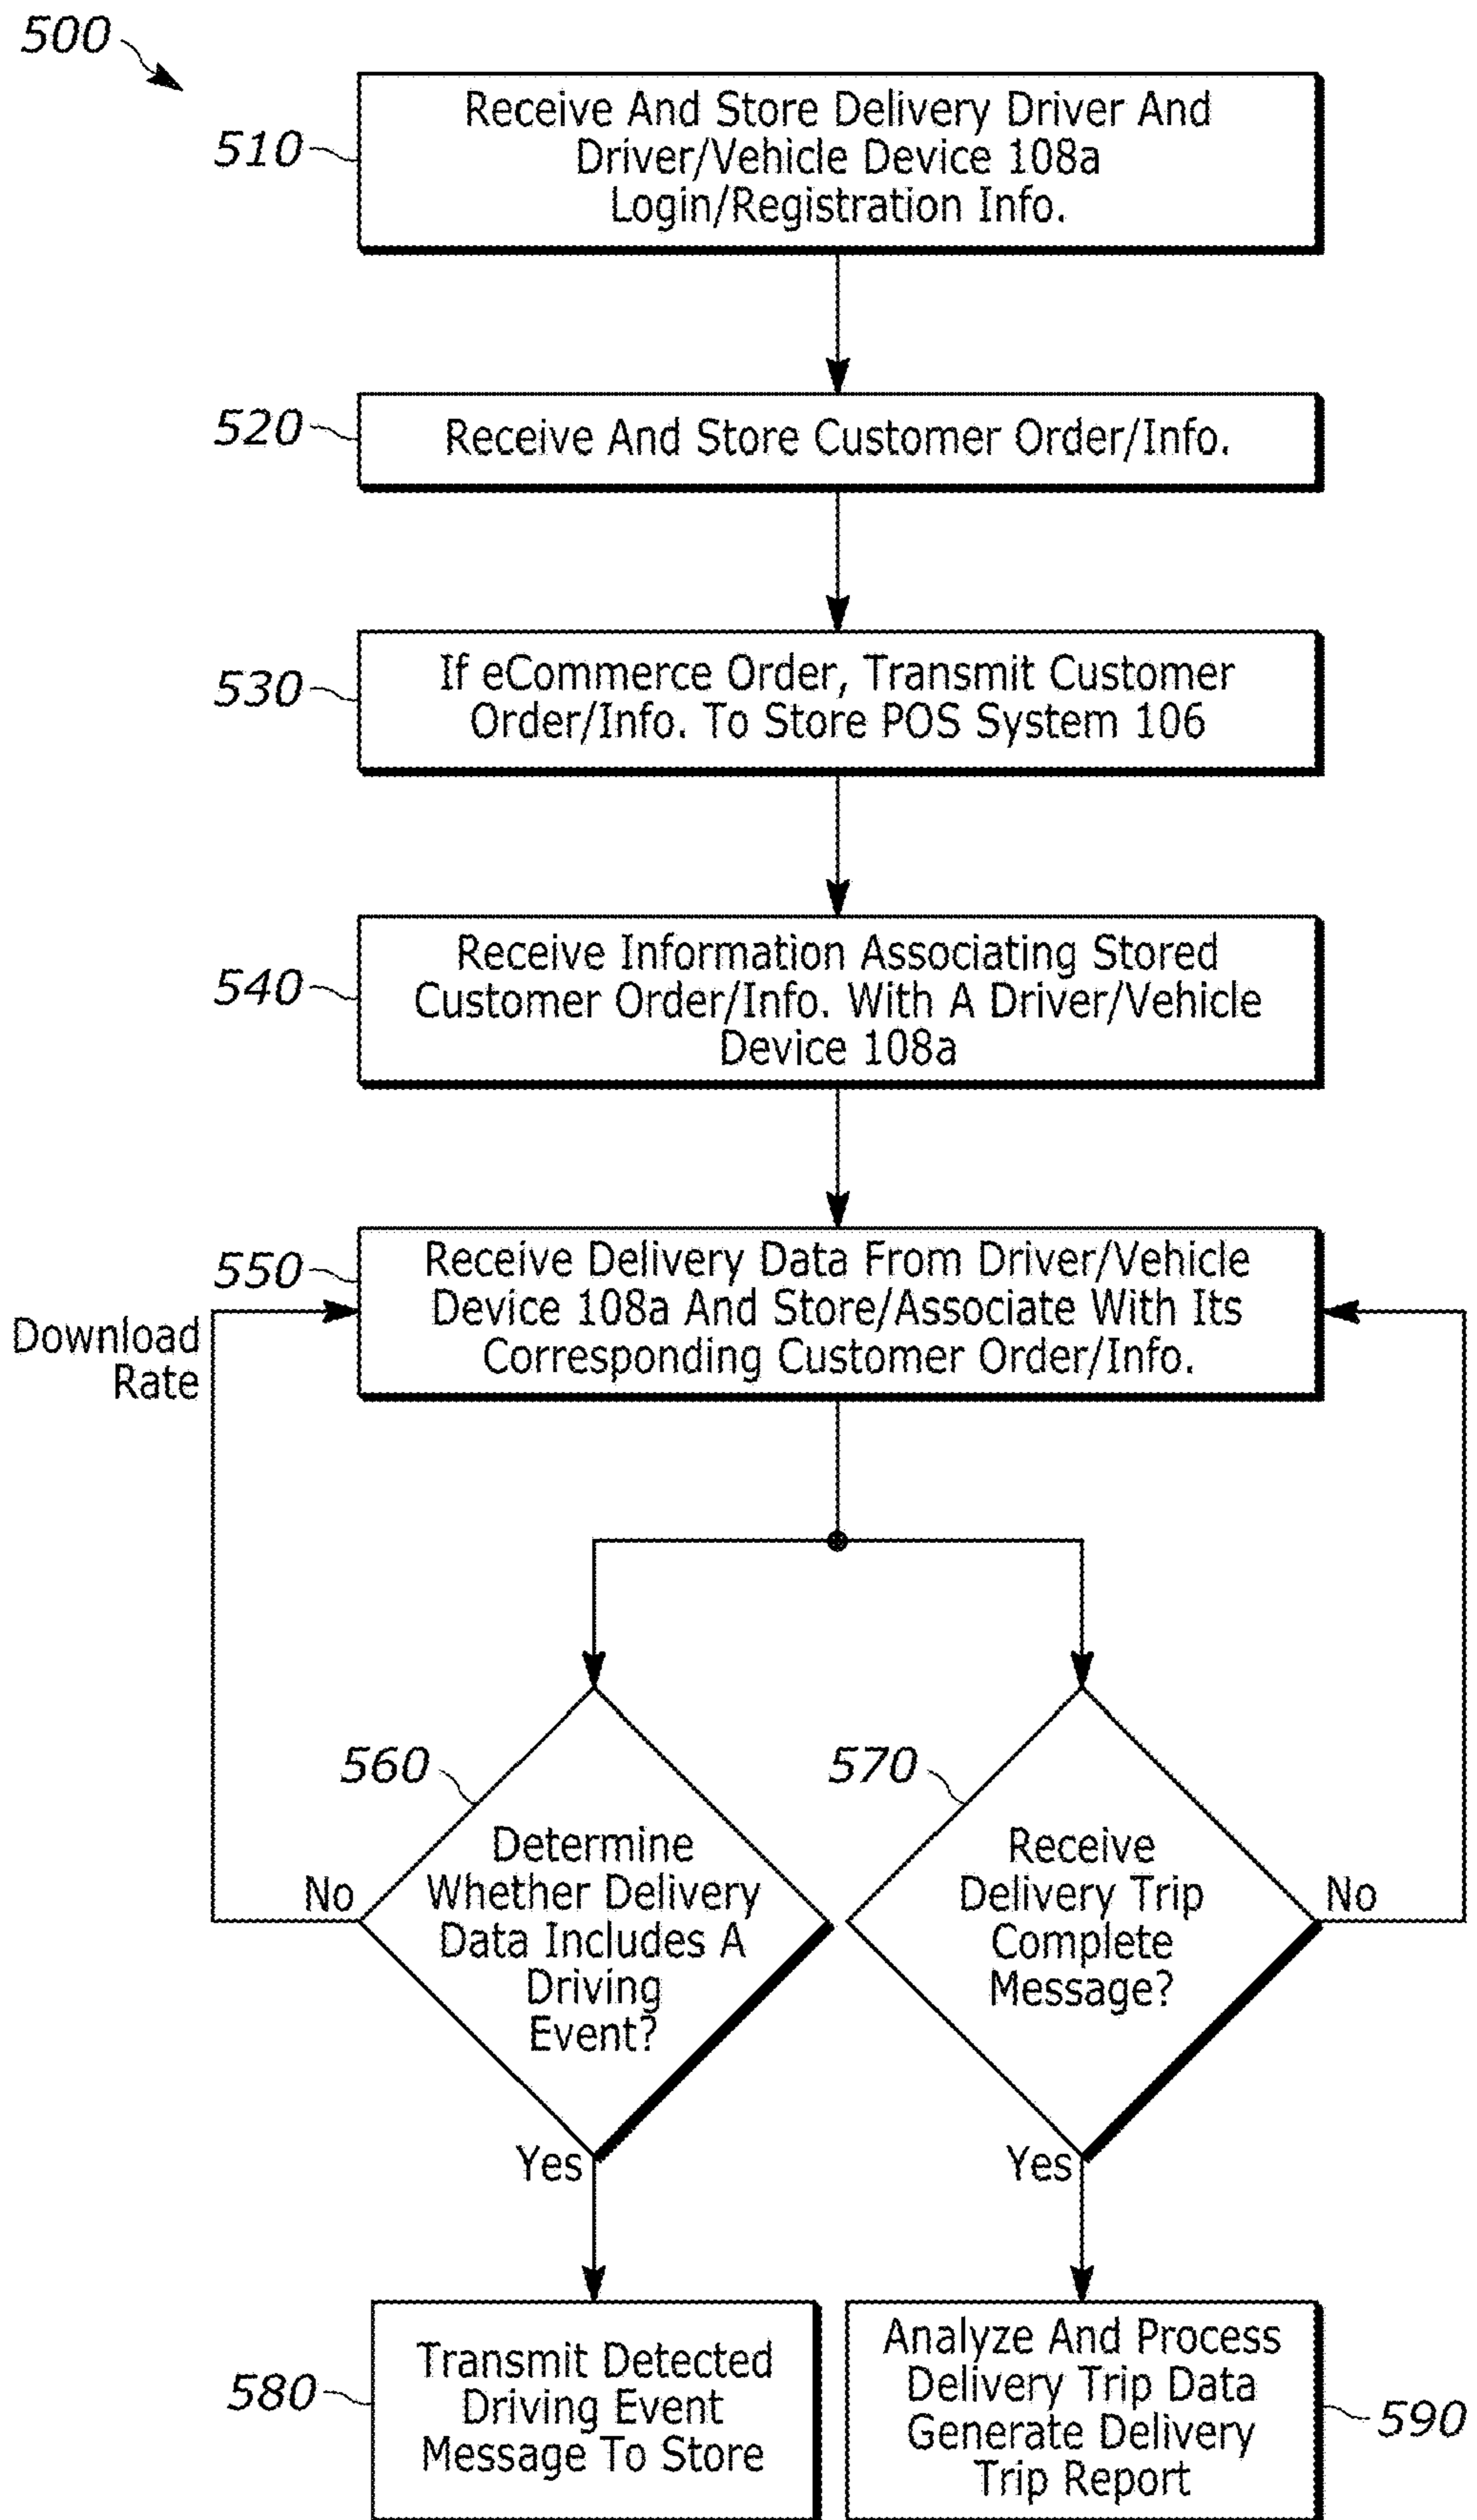 500
510
Receive And Store Delivery Driver And
Driver/Vehicle Device 108a
Login/Registration Info.
520
Receive And Store Customer Order/Info.
530
If eCommerce Order, Transmit Customer
Order/Info. To Store POS System 106
540
Receive Information Associating Stored
Customer Order/Info. With A Driver/Vehicle
Device 108a
550
Receive Delivery Data From Driver/Vehicle
Device 108a And Store/Associate With Its
Corresponding Customer Order/Info.
Download
Rate
560
Determine
Whether Delivery
Data Includes A
Driving
Event?
No
Yes
570
Receive
Delivery Trip
Complete
Message?
No
Yes
580
Transmit Detected
Driving Event
Message To Store
Analyze And Process
Delivery Trip Data
Generate Delivery
Trip Report
590